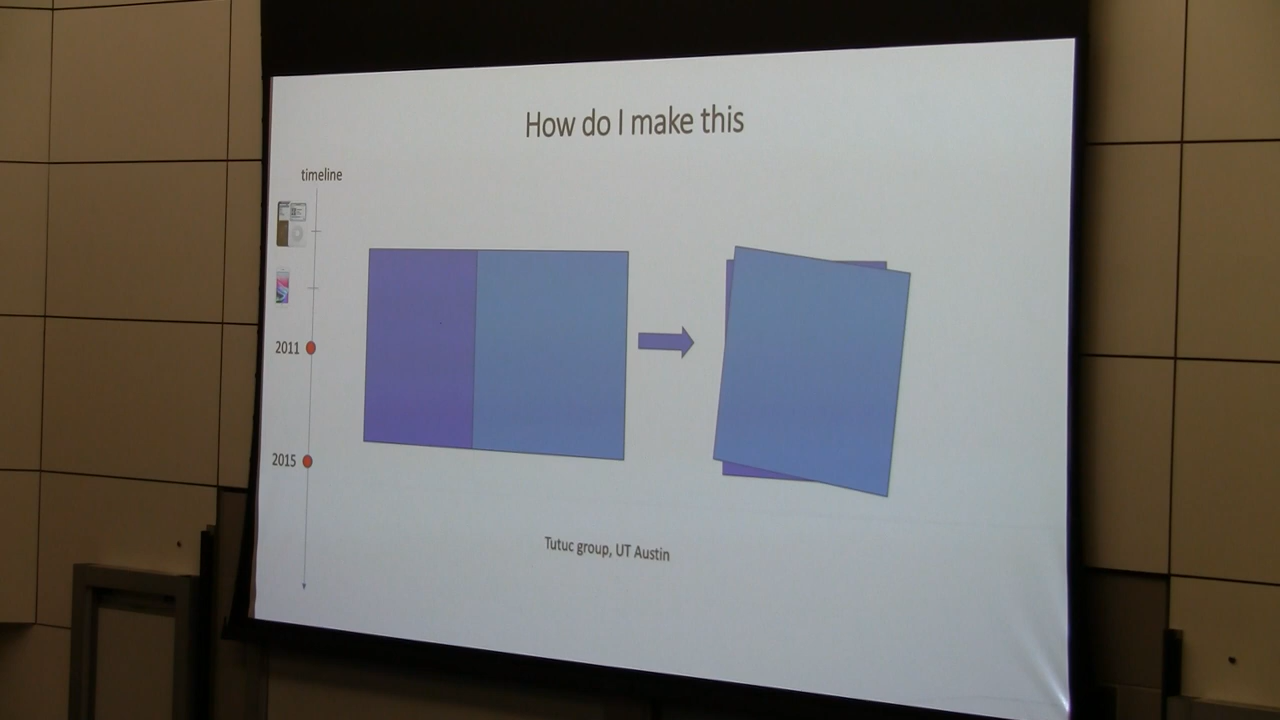 How do I make this
timeline
2011
2015
Tutuc group, UT Austin